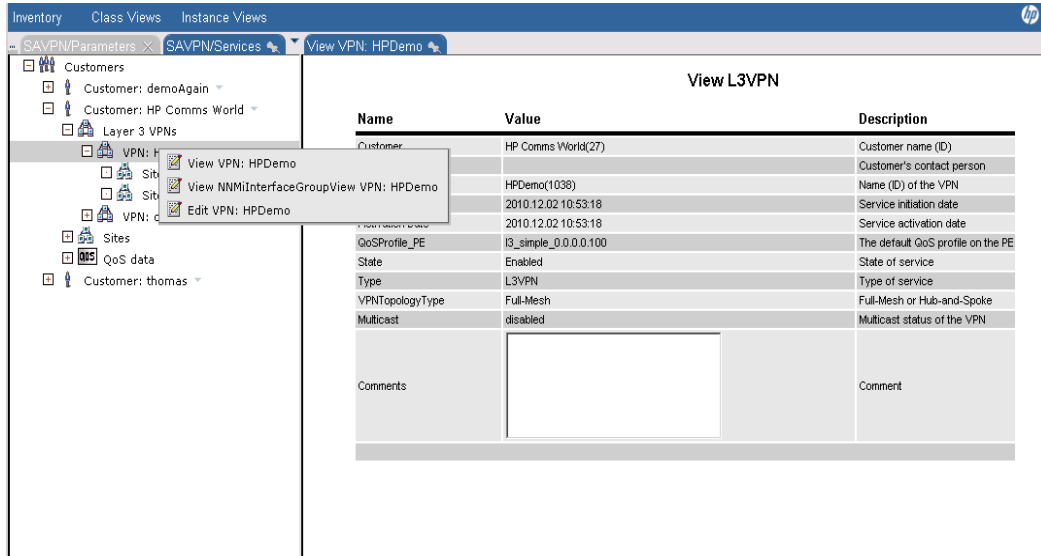 Inventory Class Views Instance Views
hp
SAVPN/Parameters SAVPN/Services View VPN: HPDemo
Customers
Customer: demoAgain
Customer: HP Comms World
Layer 3 VPNs
VPN:
View VPN: HPDemo
View NNMiInterfaceGroupView VPN: HPDemo
Edit VPN: HPDemo
VPN:
Sites
QoS data
Customer: thomas
View L3VPN
Name Value Description
Customer HP Comms World(27) Customer name (ID)
Customer's contact person
HPDemo(1038) Name (ID) of the VPN
2010.12.02 10:53:18 Service initiation date
2010.12.02 10:53:18 Service activation date
QoSProfile_PE l3_simple_0.0.0.0.100 The default QoS profile on the PE
State Enabled State of service
Type L3VPN Type of service
VPNTopologyType Full-Mesh Full-Mesh or Hub-and-Spoke
Multicast disabled Multicast status of the VPN
Comments Comment